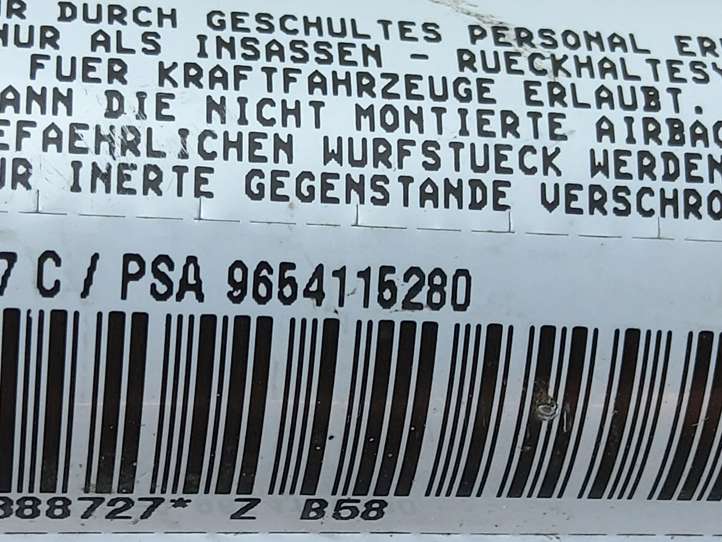 R DURCH GESCHULTES PERSONAL ER
NUR ALS INSASSEN - RUECKHALTESY
FUER KRAFTFAHRZEUGE ERLAUBT.
ANN DIE NICHT MONTIERTE AIRBAG
EFAEHRLICHEN WURFSTUECK WERDEN
UR INERTE GEGENSTANDE VERSCHRO
7 C / PSA 9654115280
888727* Z B58